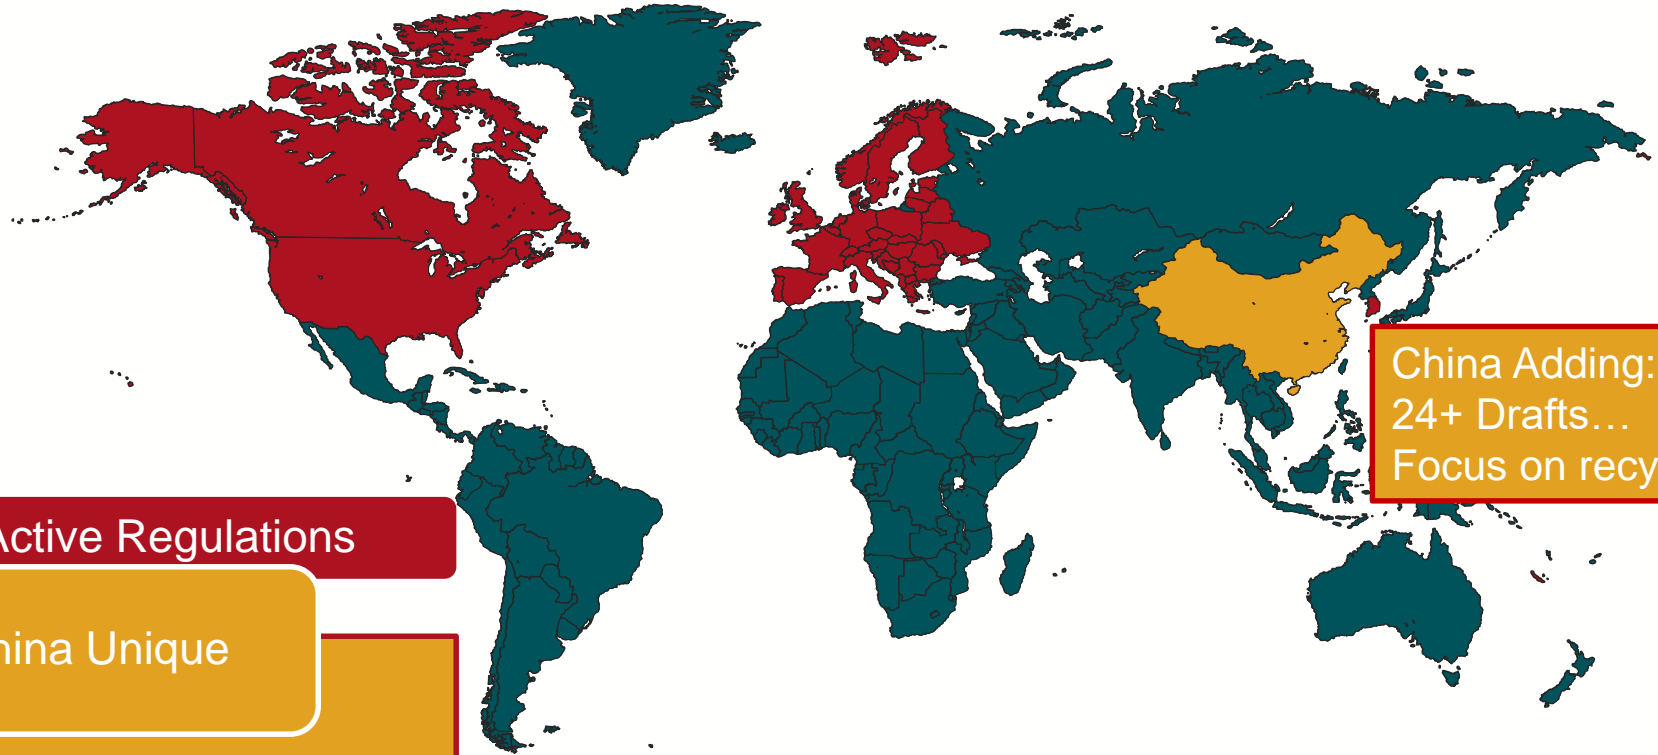 China Adding:
24+ Drafts…
Focus on recy
Active Regulations
hina Unique